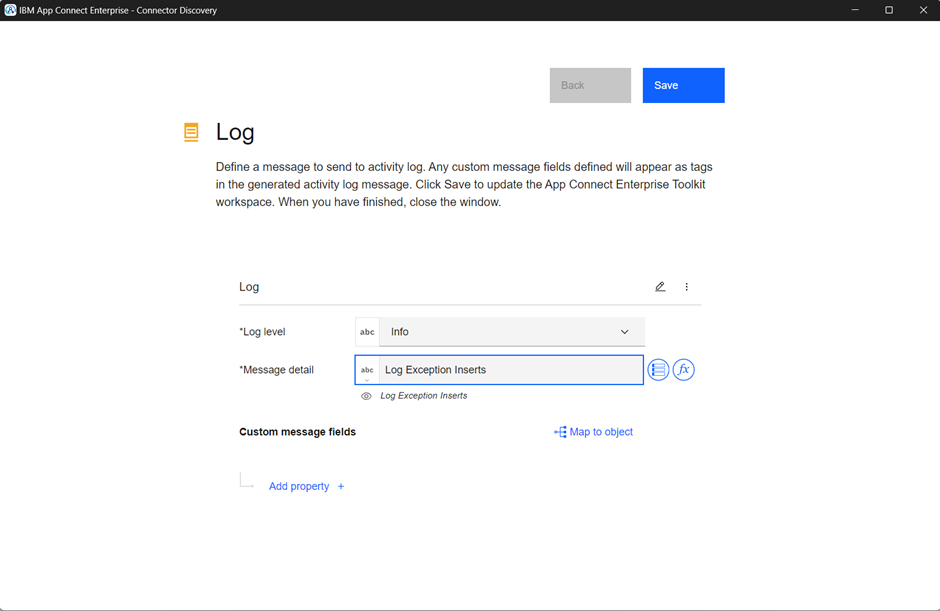 IBM App Connect Enterprise - Connector Discovery
Back
Save
Log
Define a message to send to activity log. Any custom message fields defined will appear as tags
in the generated activity log message. Click Save to update the App Connect Enterprise Toolkit
workspace. When you have finished, close the window.
Log
*Log level
abc
Info
*Message detail
abc
Log Exception Inserts
fx
Log Exception Inserts
Custom message fields
Map to object
Add property +